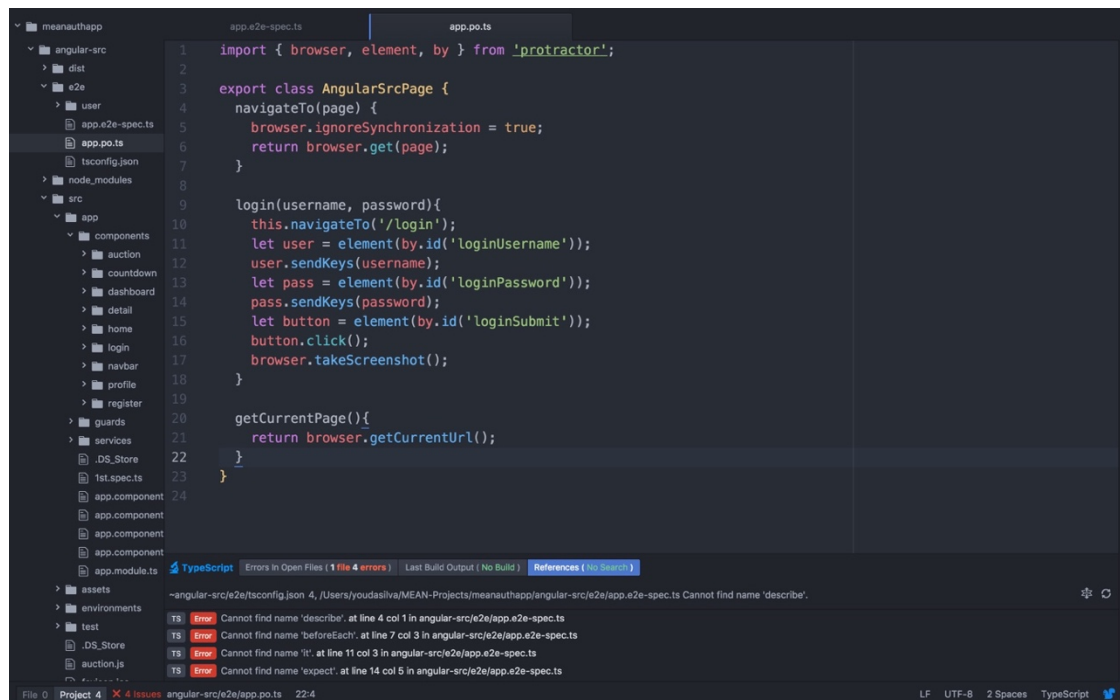 meanauthapp
angular-src
dist
e2e
user
app.e2e-spec.ts
app.po.ts
tsconfig.json
node_modules
src
app
components
auction
countdown
dashboard
detail
home
login
navbar
profile
register
guards
services
.DS_Store
1st.spec.ts
app.component
app.component
app.component
app.component
app.module.ts
assets
environments
test
.DS_Store
auction.js
app.e2e-spec.ts
app.po.ts
1 import { browser, element, by } from 'protractor';
2
3 export class AngularSrcPage {
4 navigateTo(page) {
5 browser.ignoreSynchronization = true;
6 return browser.get(page);
7 }
8
9 login(username, password){
10 this.navigateTo('/login');
11 let user = element(by.id('loginUsername'));
12 user.sendKeys(username);
13 let pass = element(by.id('loginPassword'));
14 pass.sendKeys(password);
15 let button = element(by.id('loginSubmit'));
16 button.click();
17 browser.takeScreenshot();
18 }
19
20 getCurrentPage(){
21 return browser.getCurrentUrl();
22 }
23 }
24
TypeScript Errors In Open Files ( 1 file 4 errors ) Last Build Output ( No Build ) References ( No Search )
~angular-src/e2e/tsconfig.json 4, /Users/youdasilva/MEAN-Projects/meanauthapp/angular-src/e2e/app.e2e-spec.ts Cannot find name 'describe'.
TS Error Cannot find name 'describe'. at line 4 col 1 in angular-src/e2e/app.e2e-spec.ts
TS Error Cannot find name 'beforeEach'. at line 7 col 3 in angular-src/e2e/app.e2e-spec.ts
TS Error Cannot find name 'it'. at line 11 col 3 in angular-src/e2e/app.e2e-spec.ts
TS Error Cannot find name 'expect'. at line 14 col 5 in angular-src/e2e/app.e2e-spec.ts
File 0 Project 4 4 Issues angular-src/e2e/app.po.ts 22:4 LF UTF-8 2 Spaces TypeScript